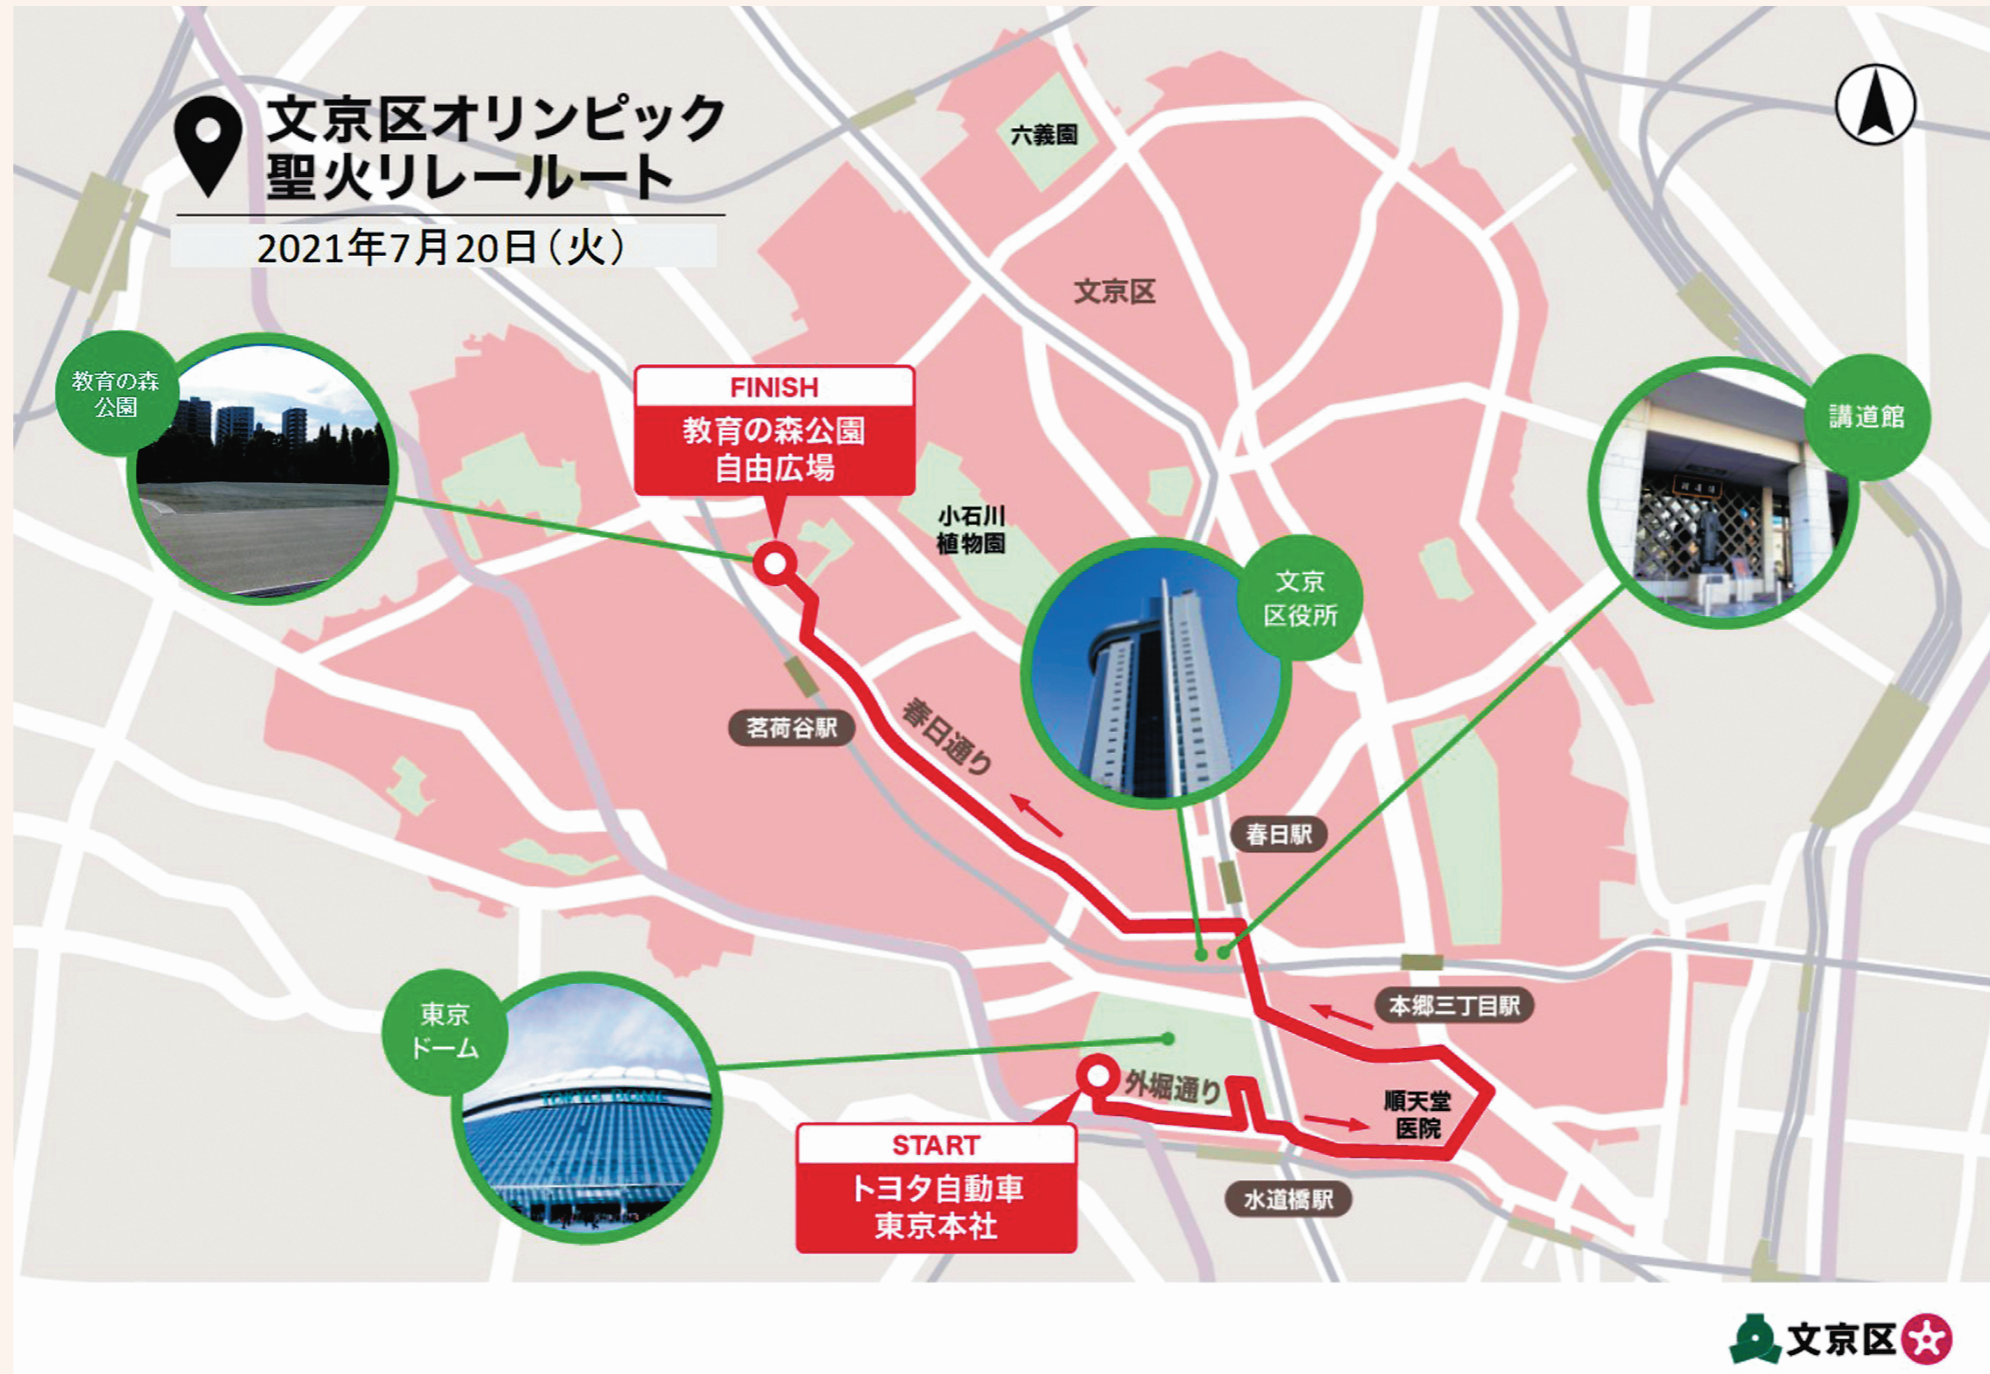 文京区オリンピック
聖火リレールート
2021年7月20日（火）
六義園
文京区
教育の森
公園
FINISH
教育の森公園
自由広場
講道館
小石川
植物園
文京
区役所
茗荷谷駅
春日通り
春日駅
東京
ドーム
TOKYO DOME
本郷三丁目駅
外堀通り
順天堂
医院
START
トヨタ自動車
東京本社
水道橋駅
文京区